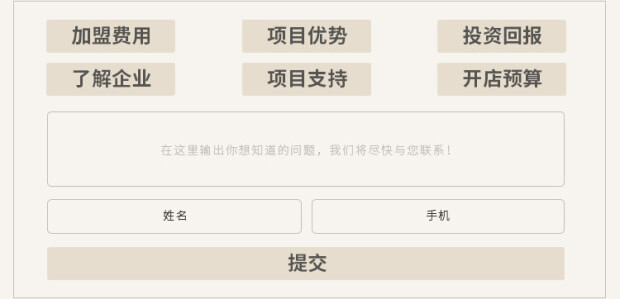 加盟费用 项目优势 投资回报
了解企业 项目支持 开店预算
在这里输出你想知道的问题，我们将尽快与您联系！
姓名 手机
提交